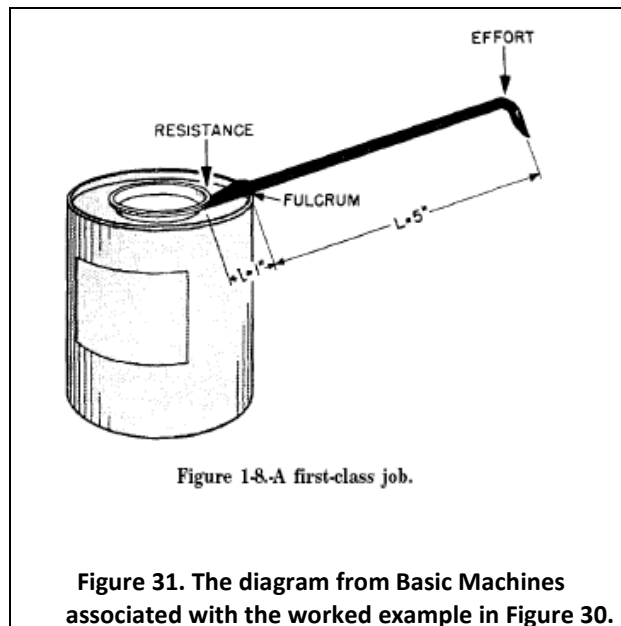 EFFORT
RESISTANCE
FULCRUM
L=5"
l=1"
Figure 1-8.-A first-class job.
Figure 31. The diagram from Basic Machines
associated with the worked example in Figure 30.